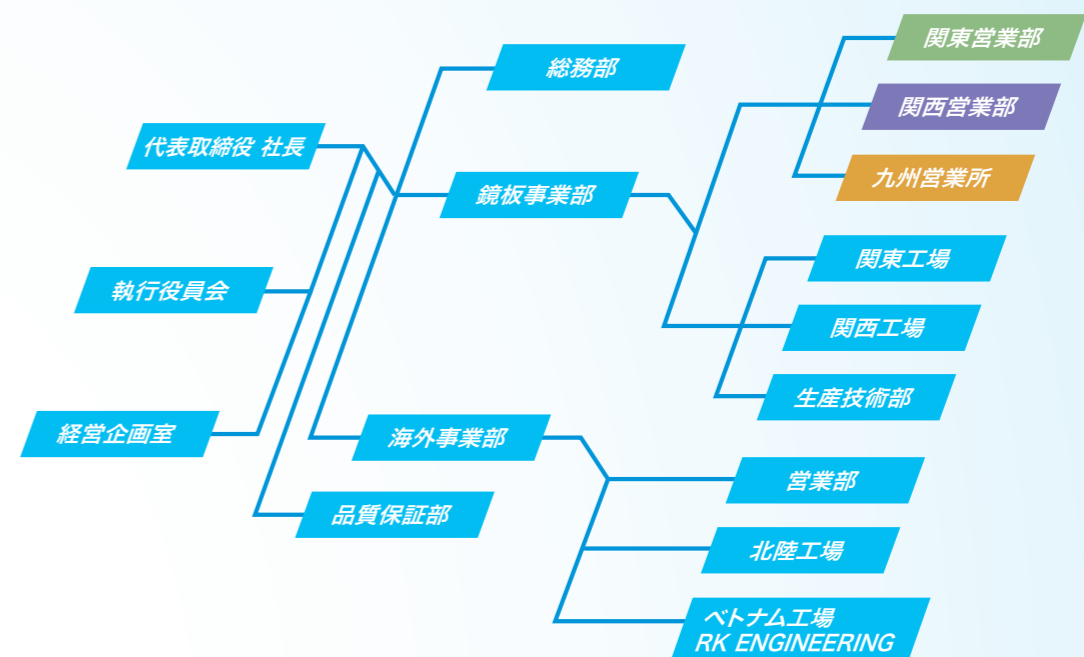 代表取締役 社長
執行役員会
経営企画室
総務部
鏡板事業部
海外事業部
品質保証部
関東営業部
関西営業部
九州営業所
関東工場
関西工場
生産技術部
営業部
北陸工場
ベトナム工場
RK ENGINEERING